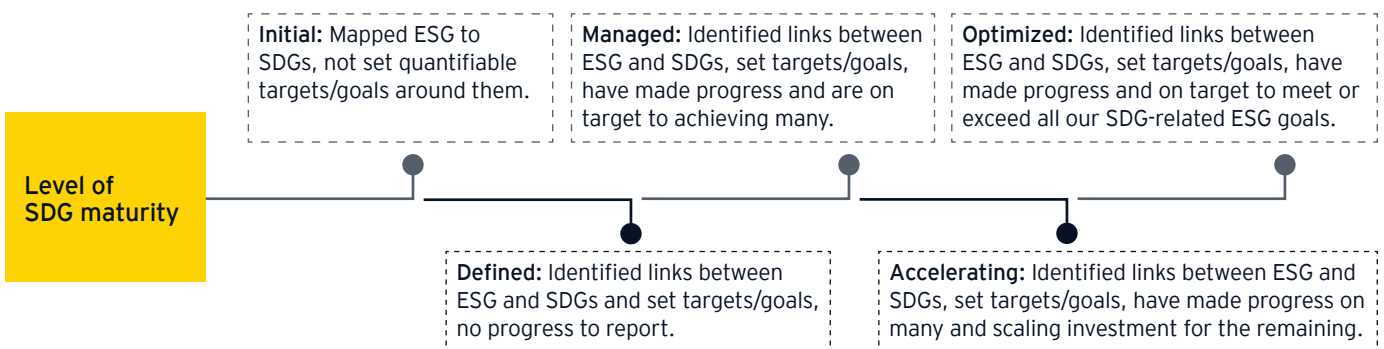 Level of
SDG maturity
Initial: Mapped ESG to
SDGs, not set quantifiable
targets/goals around them.
Defined: Identified links between
ESG and SDGs and set targets/goals,
no progress to report.
Managed: Identified links between
ESG and SDGs, set targets/goals,
have made progress and are on
target to achieving many.
Accelerating: Identified links between ESG and
SDGs, set targets/goals, have made progress on
many and scaling investment for the remaining.
Optimized: Identified links between
ESG and SDGs, set targets/goals, have
made progress and on target to meet or
exceed all our SDG-related ESG goals.